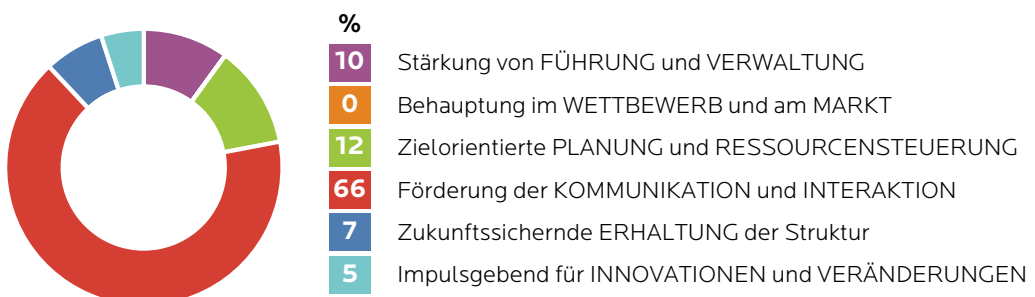 %
10 Stärkung von FÜHRUNG und VERWALTUNG
0 Behauptung im WETTBEWERB und am MARKT
12 Zielorientierte PLANUNG und RESSOURCENSTEUERUNG
66 Förderung der KOMMUNIKATION und INTERAKTION
7 Zukunftssichernde ERHALTUNG der Struktur
5 Impulsgebend für INNOVATIONEN und VERÄNDERUNGEN